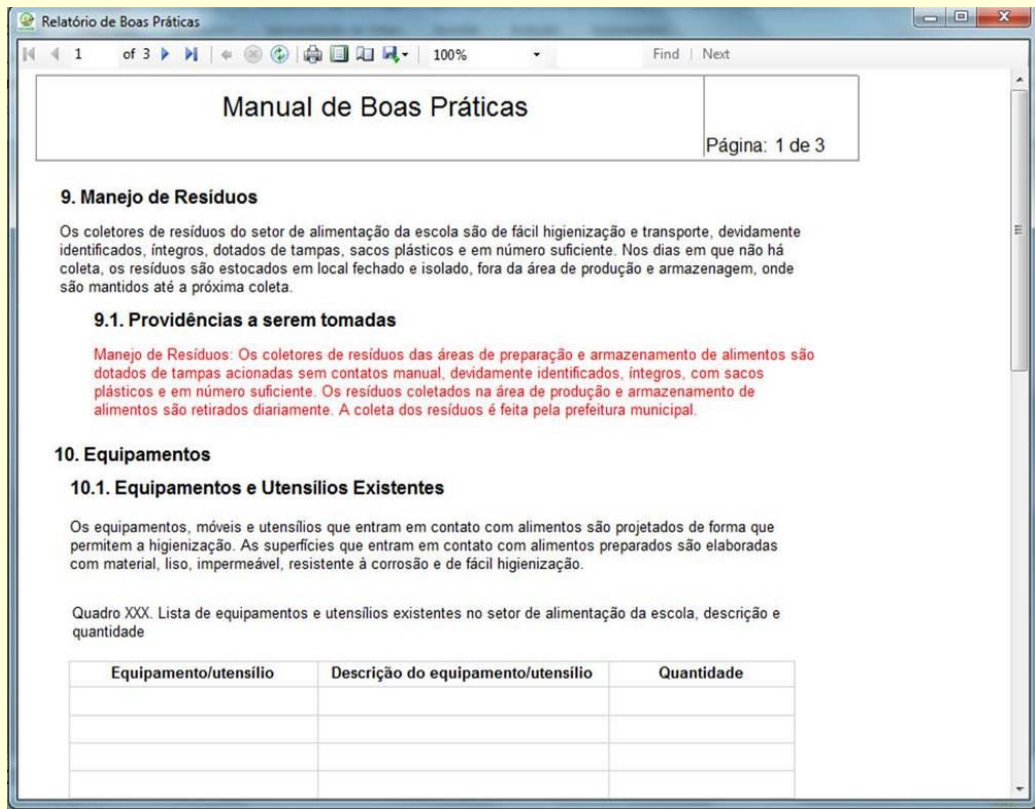 Relatório de Boas Práticas
1 of 3 100% Find | Next
Manual de Boas Práticas
Página: 1 de 3
9. Manejo de Resíduos
Os coletores de resíduos do setor de alimentação da escola são de fácil higienização e transporte, devidamente
identificados, íntegros, dotados de tampas, sacos plásticos e em número suficiente. Nos dias em que não há
coleta, os resíduos são estocados em local fechado e isolado, fora da área de produção e armazenagem, onde
são mantidos até a próxima coleta.
9.1. Providências a serem tomadas
Manejo de Resíduos: Os coletores de resíduos das áreas de preparação e armazenamento de alimentos são
dotados de tampas acionadas sem contatos manual, devidamente identificados, íntegros, com sacos
plásticos e em número suficiente. Os resíduos coletados na área de produção e armazenamento de
alimentos são retirados diariamente. A coleta dos resíduos é feita pela prefeitura municipal.
10. Equipamentos
10.1. Equipamentos e Utensílios Existentes
Os equipamentos, móveis e utensílios que entram em contato com alimentos são projetados de forma que
permitem a higienização. As superfícies que entram em contato com alimentos preparados são elaboradas
com material, liso, impermeável, resistente à corrosão e de fácil higienização.
Quadro XXX. Lista de equipamentos e utensílios existentes no setor de alimentação da escola, descrição e
quantidade
Equipamento/utensílio Descrição do equipamento/utensílio Quantidade